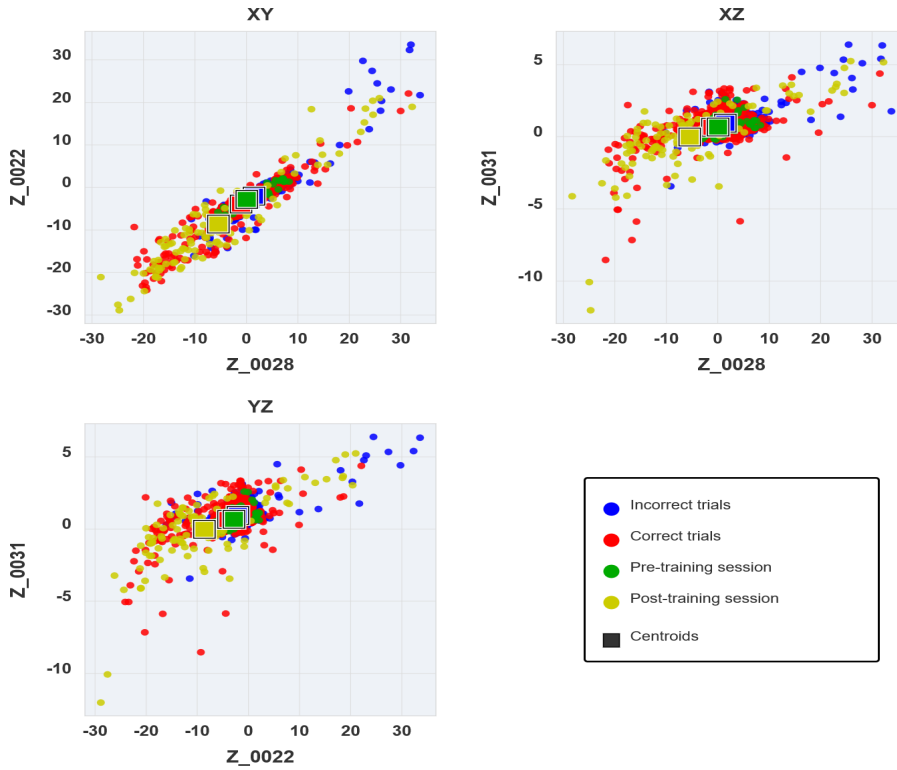 XY
30
20
10
0
-10
-20
-30
Z_0022
-30 -20 -10 0 10 20 30
Z_0028
XZ
5
0
-5
-10
Z_0031
-30 -20 -10 0 10 20 30
Z_0028
YZ
5
0
-5
-10
Z_0031
-30 -20 -10 0 10 20 30
Z_0022
Incorrect trials
Correct trials
Pre-training session
Post-training session
Centroids